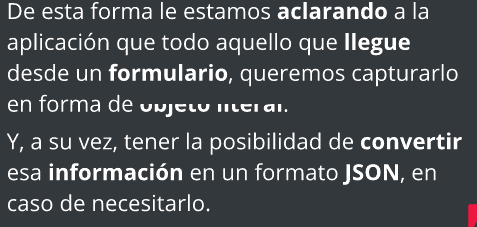 De esta forma le estamos aclarando a la
aplicación que todo aquello que llegue
desde un formulario, queremos capturarlo
en forma de objeto literal.
Y, a su vez, tener la posibilidad de convertir
esa información en un formato JSON, en
caso de necesitarlo.